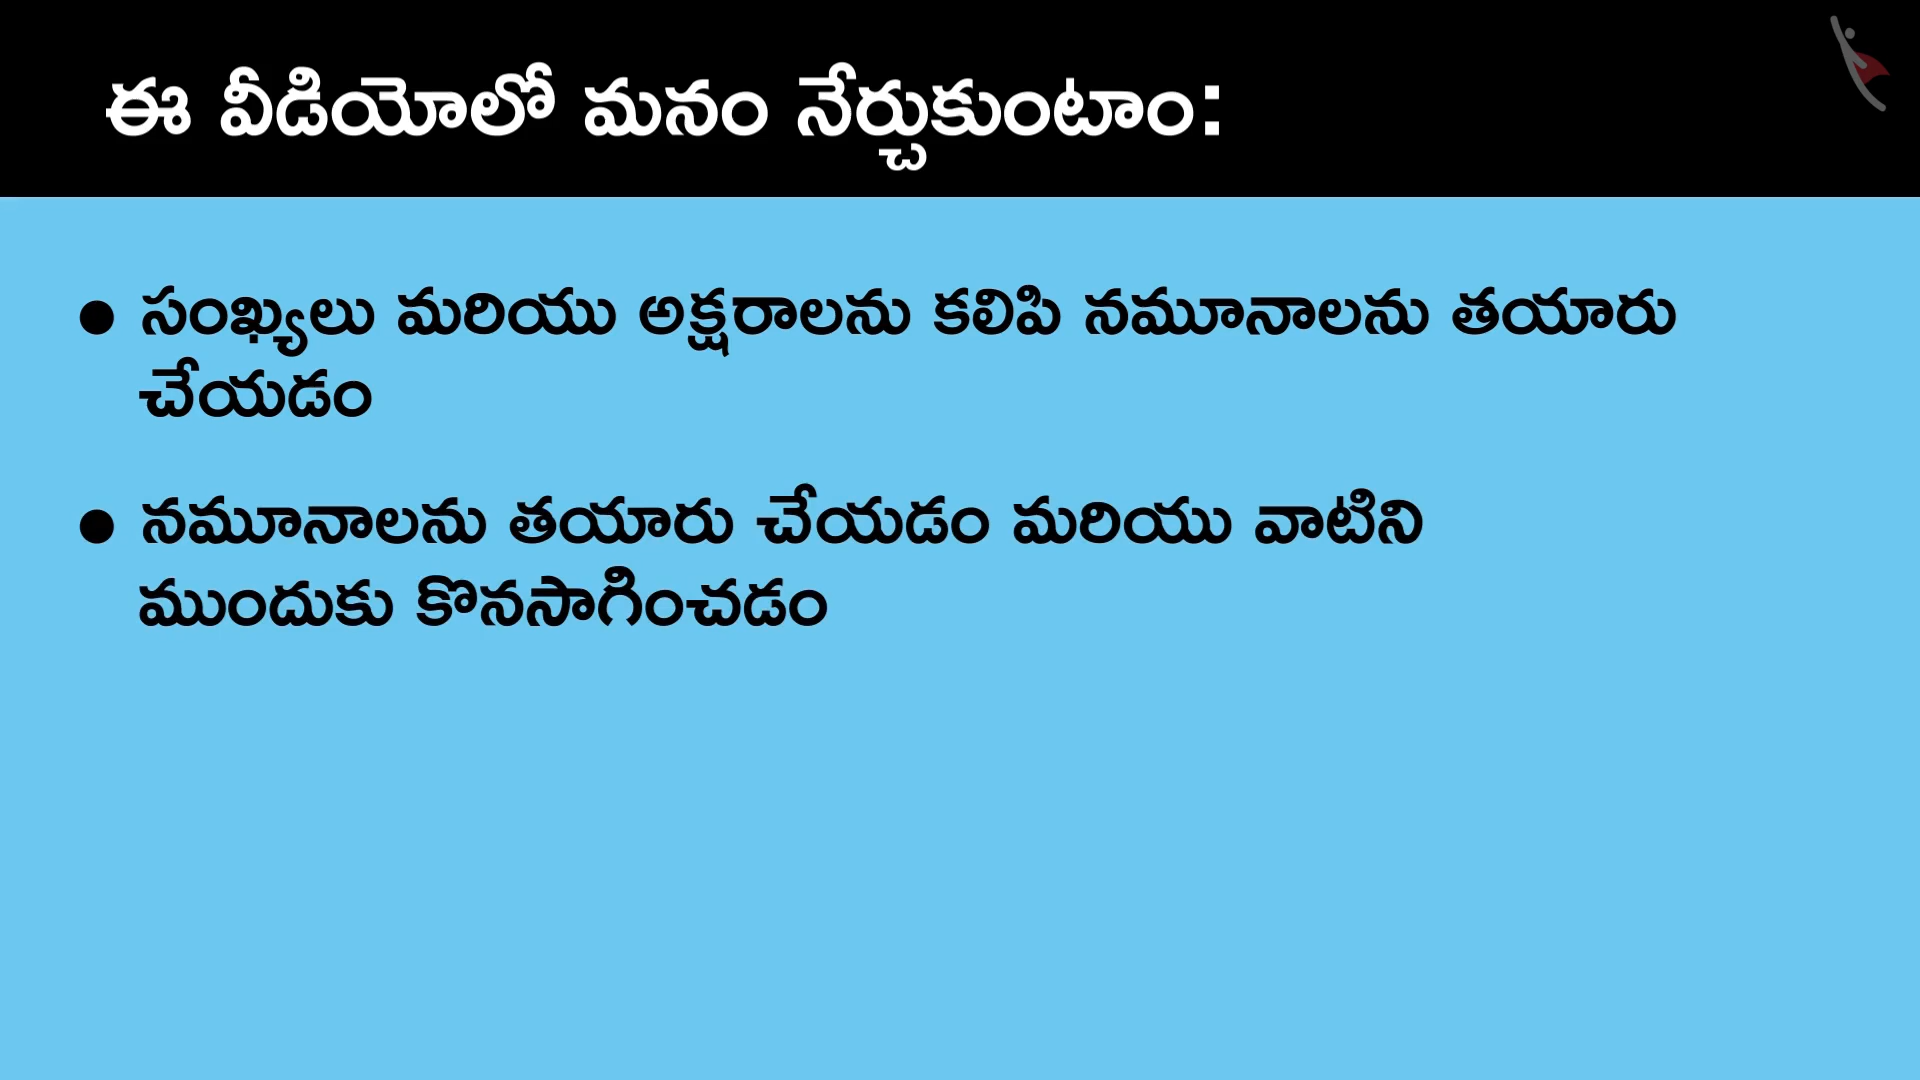 ఈ వీడియోలో మనం నేర్చుకుంటాం:
● సంఖ్యలు మరియు అక్షరాలను కలిపి నమూనాలను తయారు
చేయడం
● నమూనాలను తయారు చేయడం మరియు వాటిని
ముందుకు కొనసాగించడం